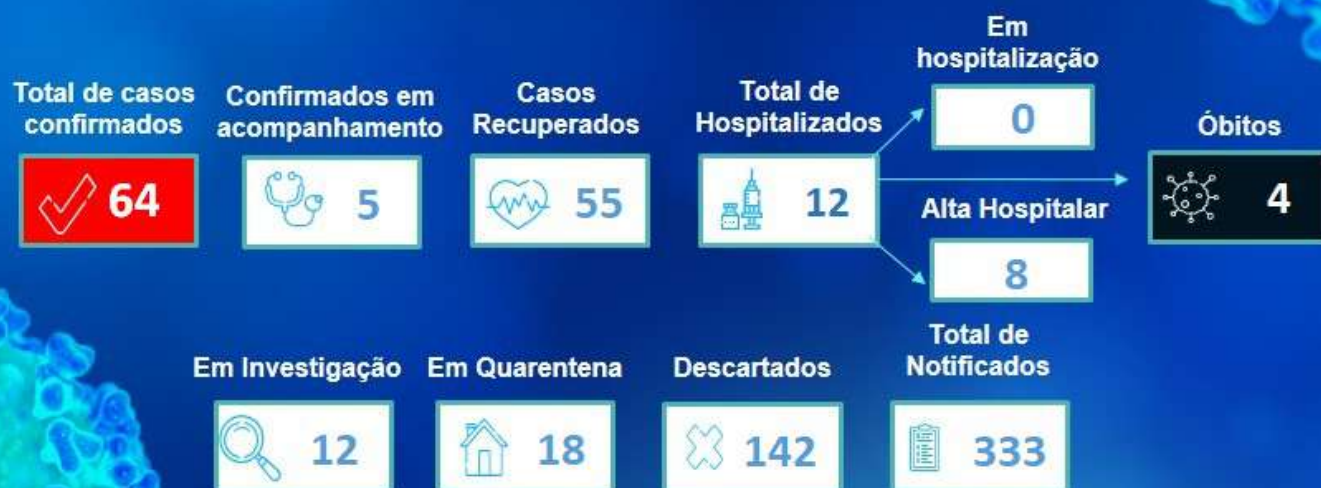 Total de casos
confirmados
64
Confirmados em
acompanhamento
5
Casos
Recuperados
55
Total de
Hospitalizados
12
Em
hospitalização
0
Alta Hospitalar
8
Óbitos
4
Em Investigação
12
Em Quarentena
18
Descartados
142
Total de
Notificados
333